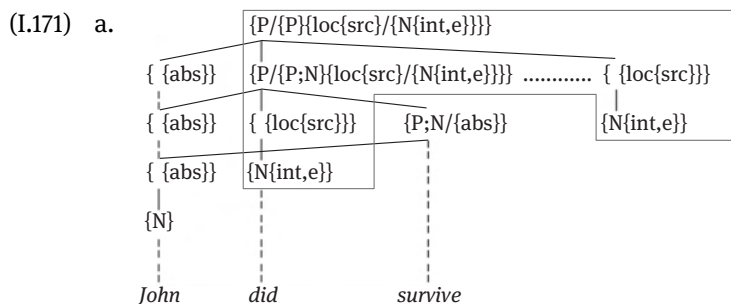 (I.171) a. {P/{P}{loc{src}/{N{int,e}}}}
{ {abs}} {P/{P;N}{loc{src}/{N{int,e}}}} ............ { {loc{src}}}
{ {abs}} { {loc{src}}} {P;N/{abs}} {N{int,e}}
{ {abs}} {N{int,e}}
{N}
John did survive